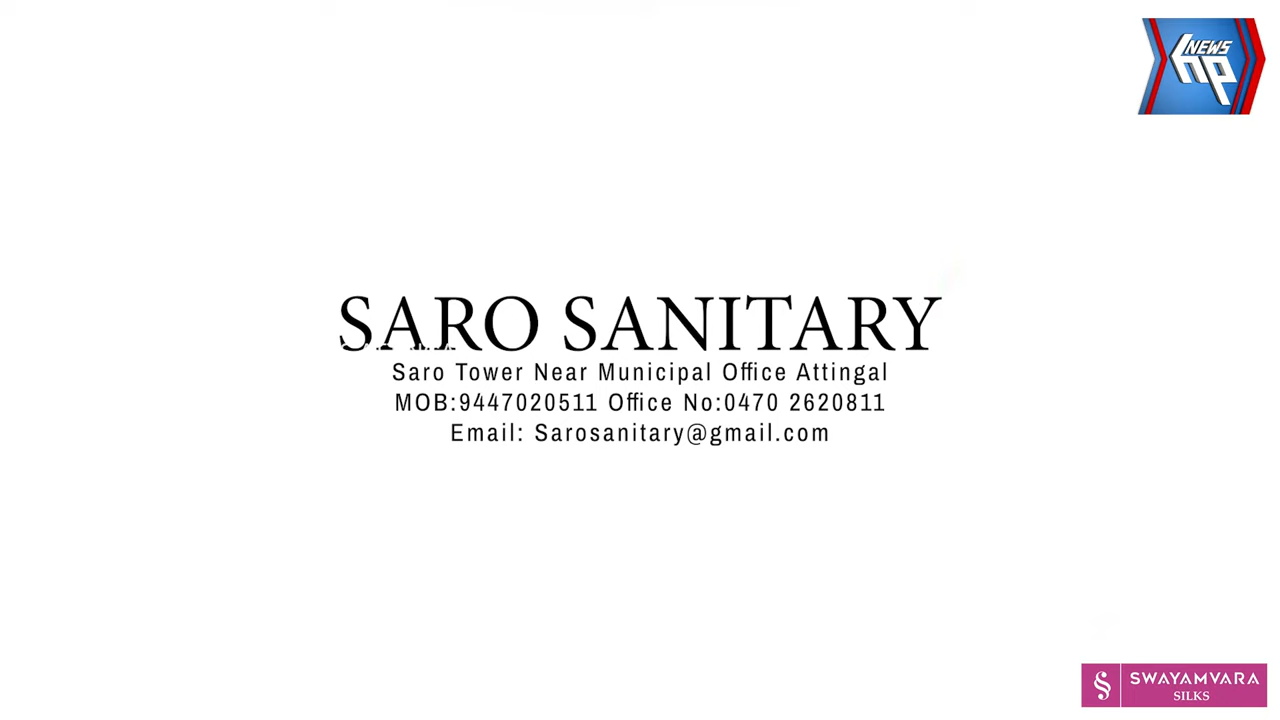 NEWS
hp
SARO SANITARY
Saro Tower Near Municipal Office Attingal
MOB:9447020511 Office No:0470 2620811
Email: Sarosanitary@gmail.com
SWAYAMVARA
SILKS